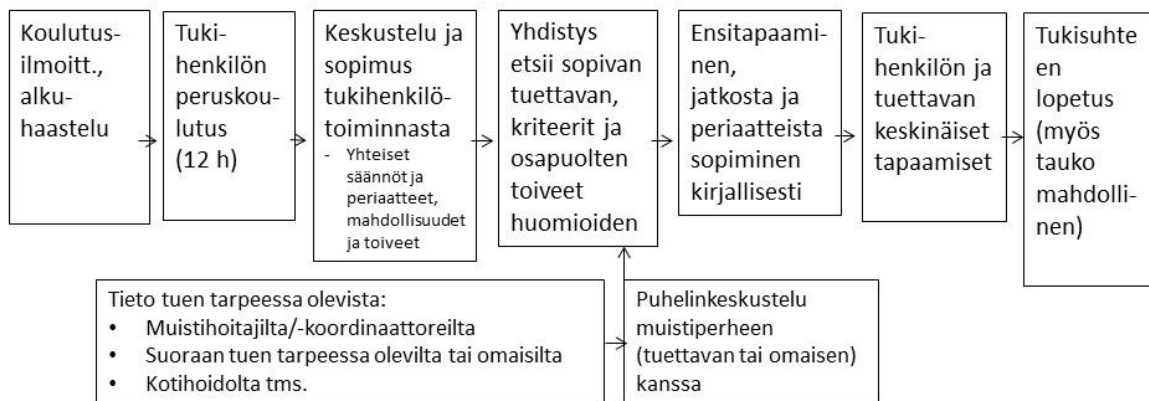 Koulutus-
ilmoitt.,
alku-
haastelu
Tuki-
henkilön
peruskou-
lutus
(12 h)
Keskustelu ja
sopimus
tukihenkilö-
toiminnasta
- Yhteiset
säännöt ja
periaatteet,
mahdollisuudet
ja toiveet
Yhdistys
etsii sopivan
tuettavan,
kriteerit ja
osapuolten
toiveet
huomioiden
Ensitapaami-
nen,
jatkosta ja
periaatteista
sopiminen
kirjallisesti
Tuki-
henkilön ja
tuettavan
keskinäiset
tapaamiset
Tukisuhte
en
lopetus
(myös
tauko
mahdolli-
nen)
Tieto tuen tarpeessa olevista:
• Muistihoitajilta/-koordinaattoreilta
• Suoraan tuen tarpeessa olevilta tai omaisilta
• Kotihoidolta tms.
Puhelinkeskustelu
muistiperheen
(tuettavan tai omaisen)
kanssa